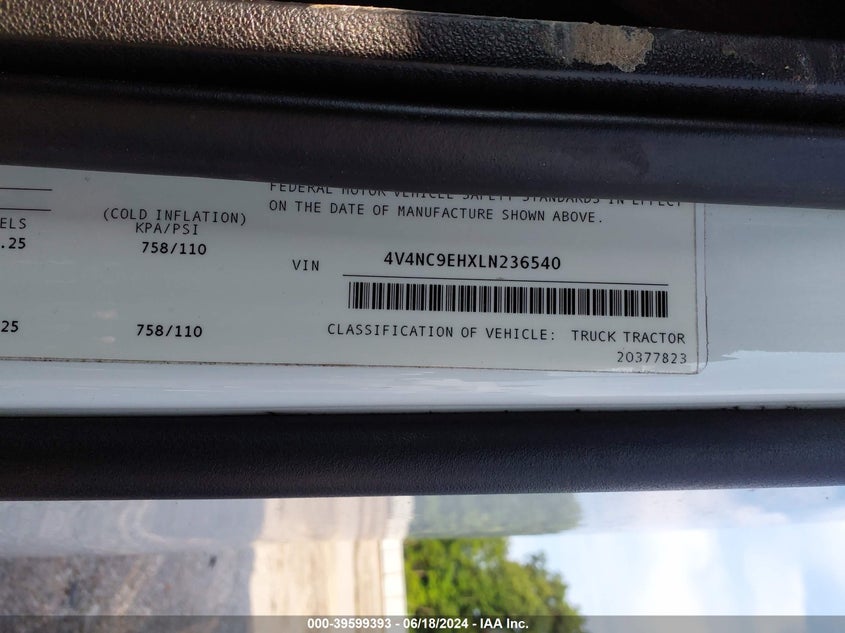 FEDERAL MOTOR VEHICLE SAFETY STANDARDS IN EFFECT
ON THE DATE OF MANUFACTURE SHOWN ABOVE.
ELS
(COLD INFLATION)
KPA/PSI
.25
758/110
VIN
4V4NC9EHXLN236540
25
758/110
CLASSIFICATION OF VEHICLE: TRUCK TRACTOR
20377823
000-39599393 - 06/18/2024 - IAA Inc.